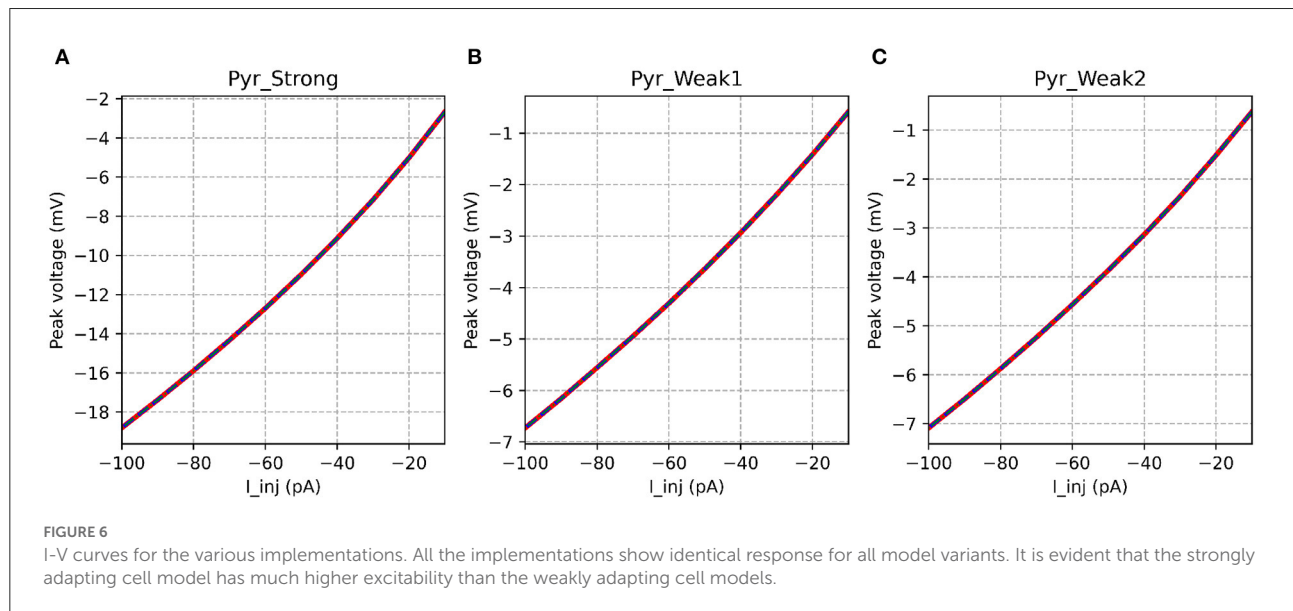 A
B
C
Pyr_Strong
Pyr_Weak1
Pyr_Weak2
Peak voltage (mV)
−2
−4
−6
−8
−10
−12
−14
−16
−18
−100
−80
−60
−40
−20
I_inj (pA)
Peak voltage (mV)
−1
−2
−3
−4
−5
−6
−7
−100
−80
−60
−40
−20
I_inj (pA)
Peak voltage (mV)
−1
−2
−3
−4
−5
−6
−7
−100
−80
−60
−40
−20
I_inj (pA)
FIGURE 6
I-V curves for the various implementations. All the implementations show identical response for all model variants. It is evident that the strongly
adapting cell model has much higher excitability than the weakly adapting cell models.